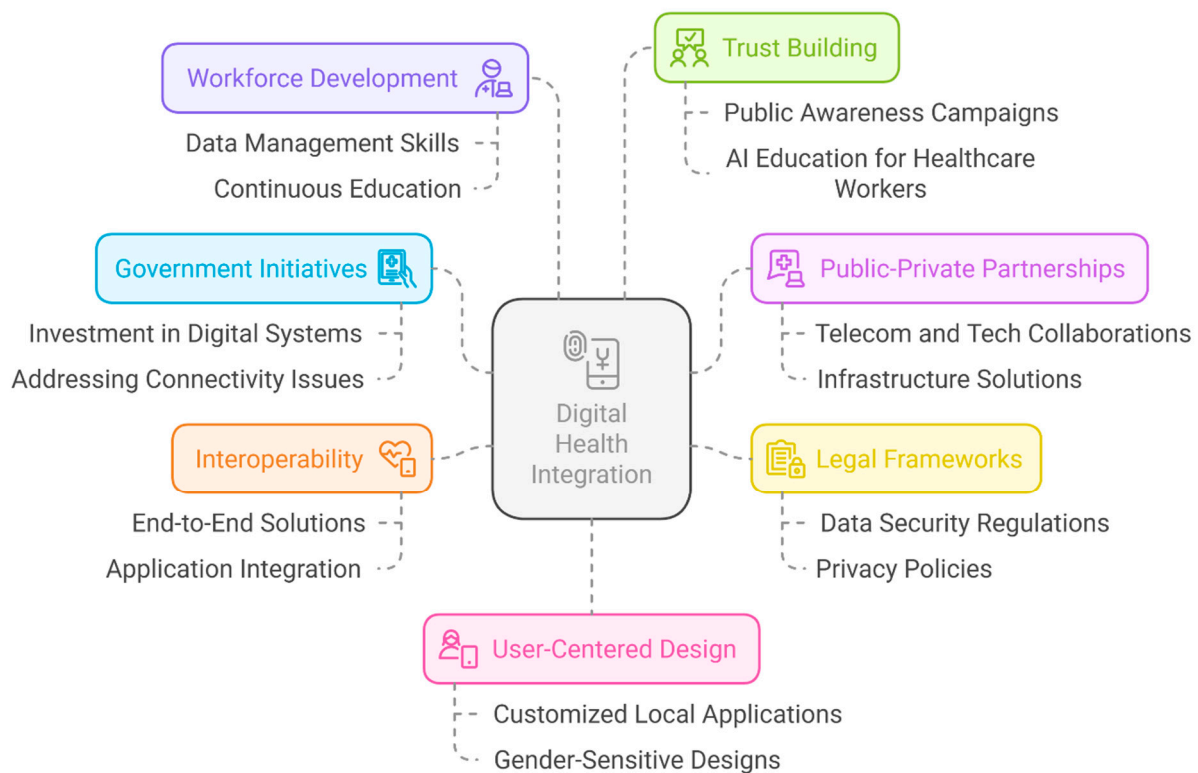 Workforce Development
Data Management Skills
Continuous Education
Trust Building
Public Awareness Campaigns
AI Education for Healthcare
Workers
Government Initiatives
Investment in Digital Systems
Addressing Connectivity Issues
Public-Private Partnerships
Telecom and Tech Collaborations
Infrastructure Solutions
Digital
Health
Integration
Interoperability
End-to-End Solutions
Application Integration
Legal Frameworks
Data Security Regulations
Privacy Policies
User-Centered Design
Customized Local Applications
Gender-Sensitive Designs